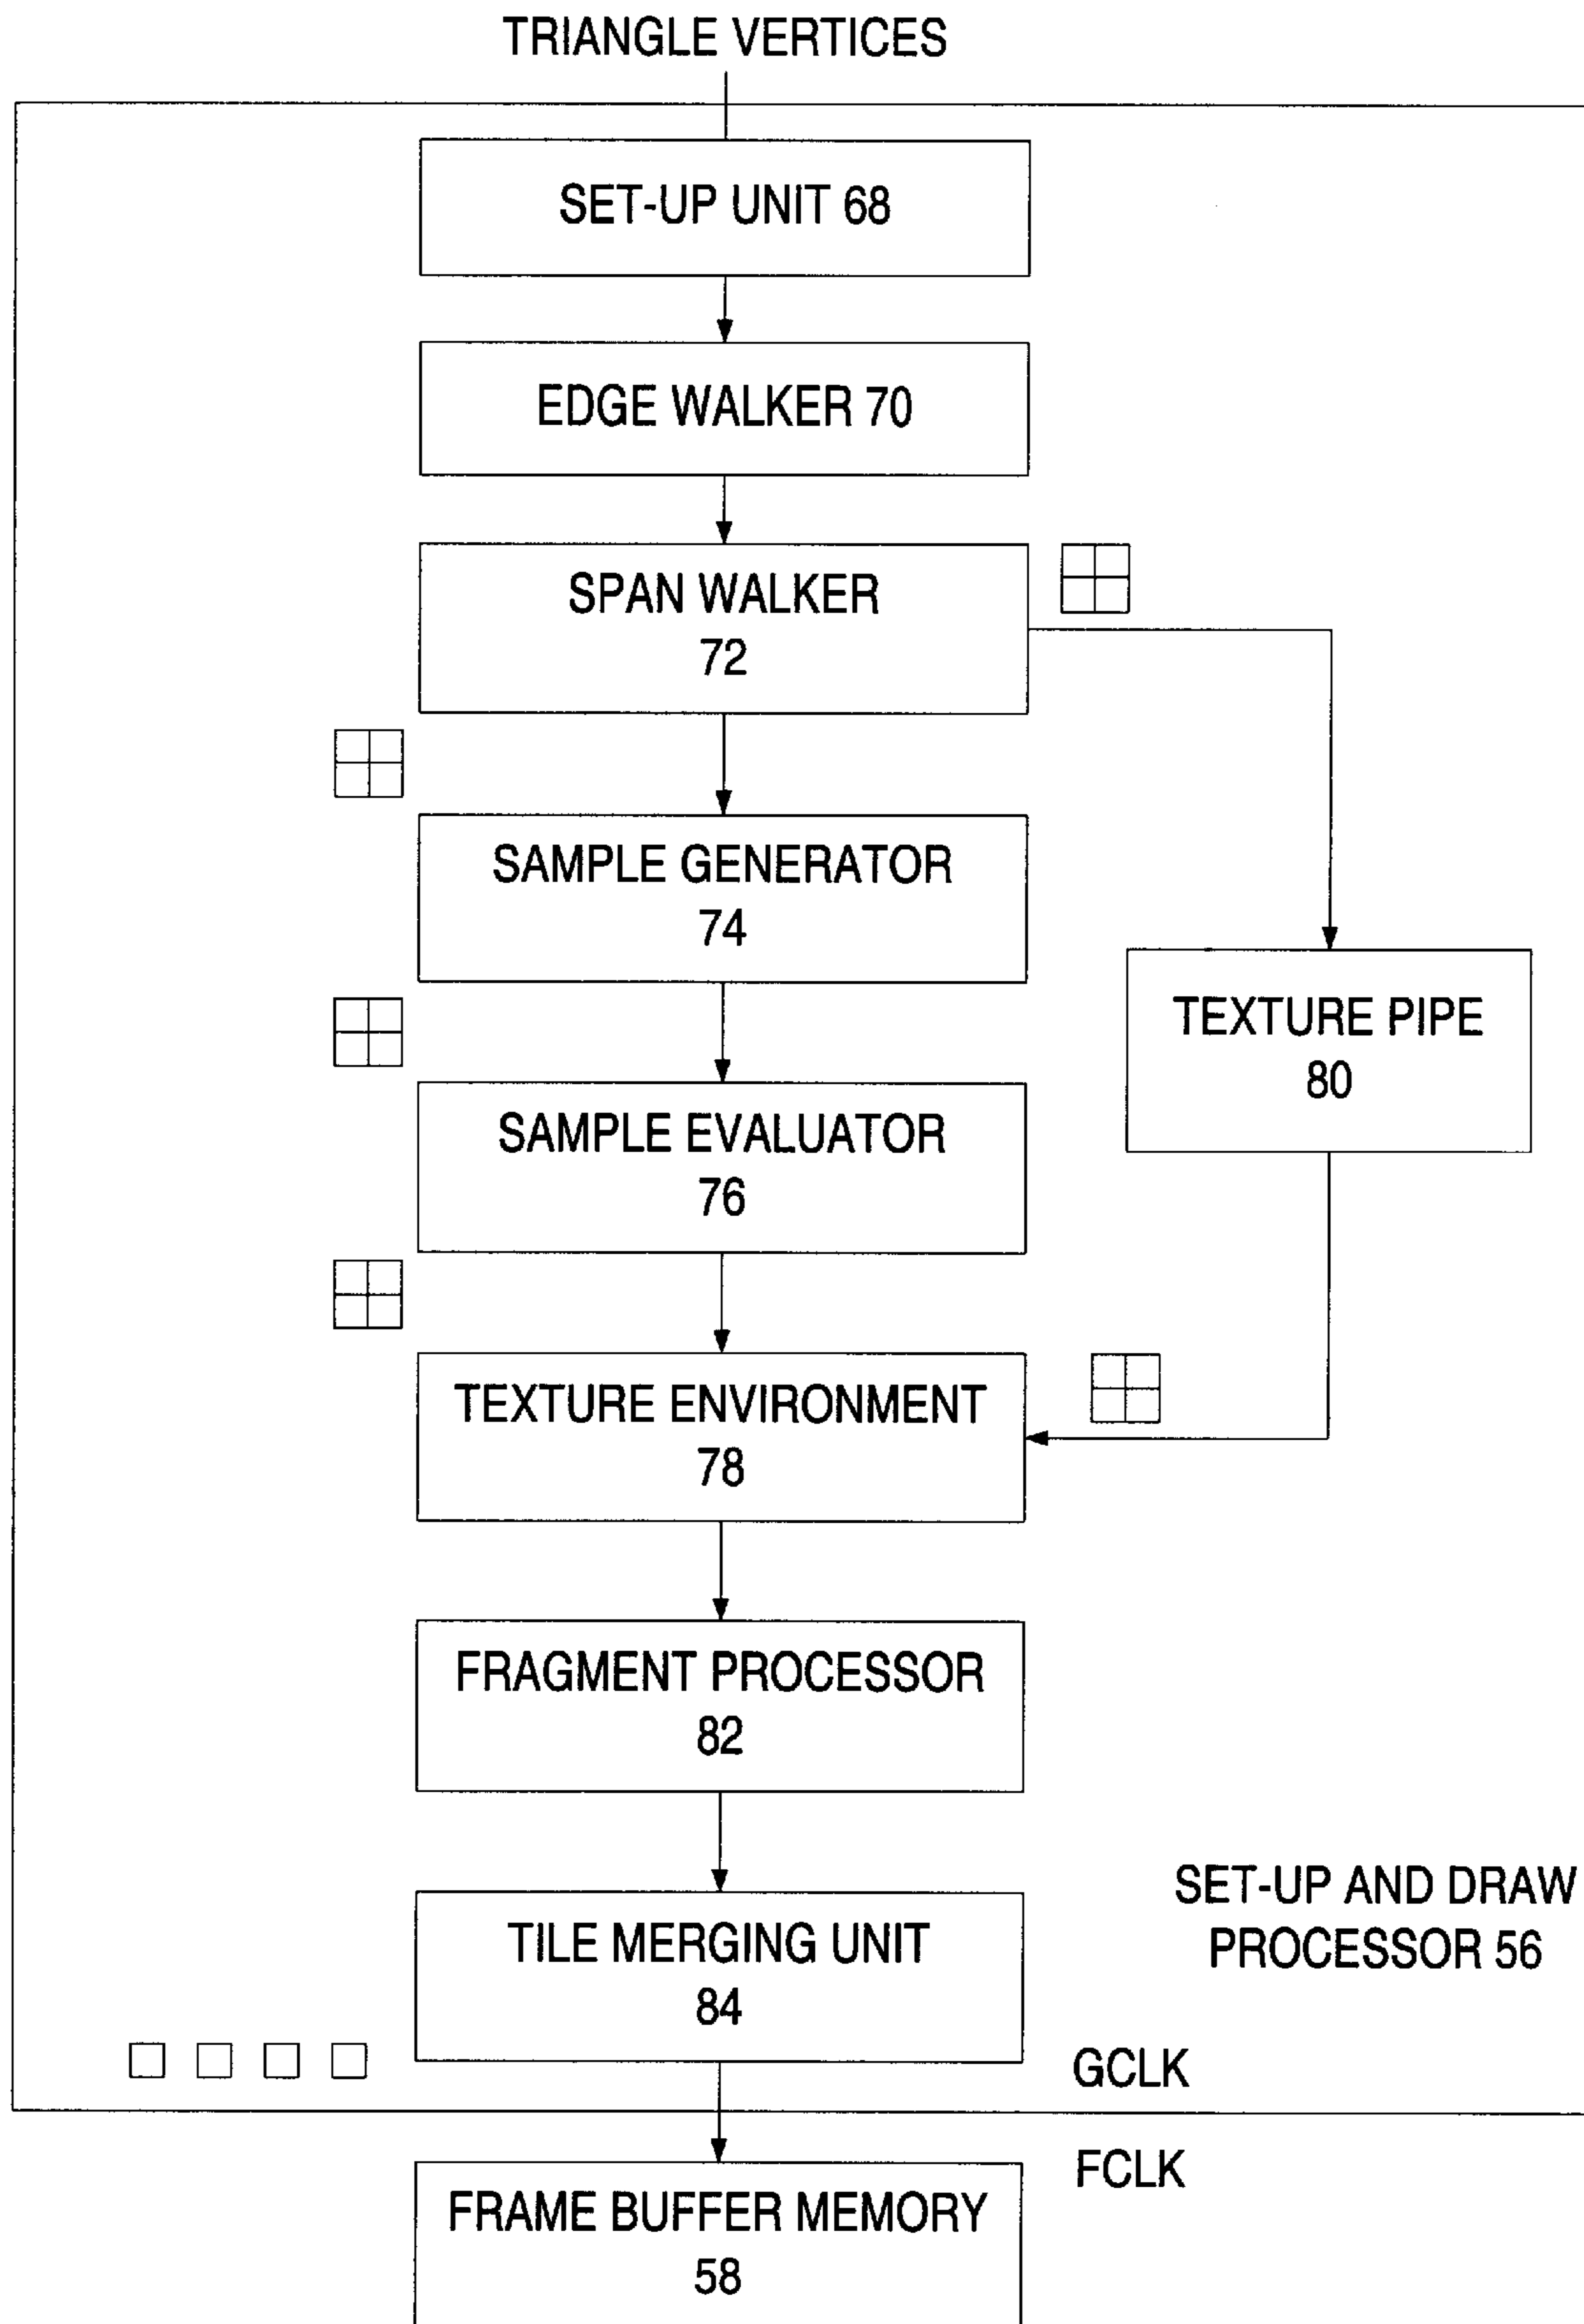 TRIANGLE VERTICES
SET-UP UNIT 68
EDGE WALKER 70
SPAN WALKER
72
SAMPLE GENERATOR
74
TEXTURE PIPE
80
SAMPLE EVALUATOR
76
TEXTURE ENVIRONMENT
78
FRAGMENT PROCESSOR
82
TILE MERGING UNIT
84
SET-UP AND DRAW
PROCESSOR 56
GCLK
FCLK
FRAME BUFFER MEMORY
58